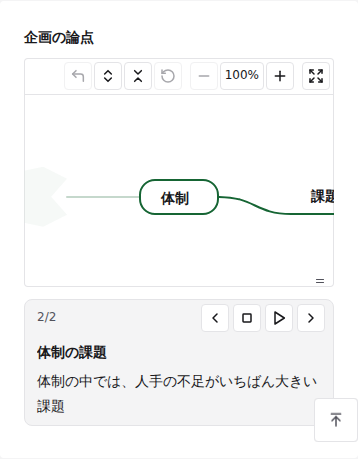 企画の論点
100%
体制
課題
2/2
体制の課題
体制の中では、人手の不足がいちばん大きい
課題